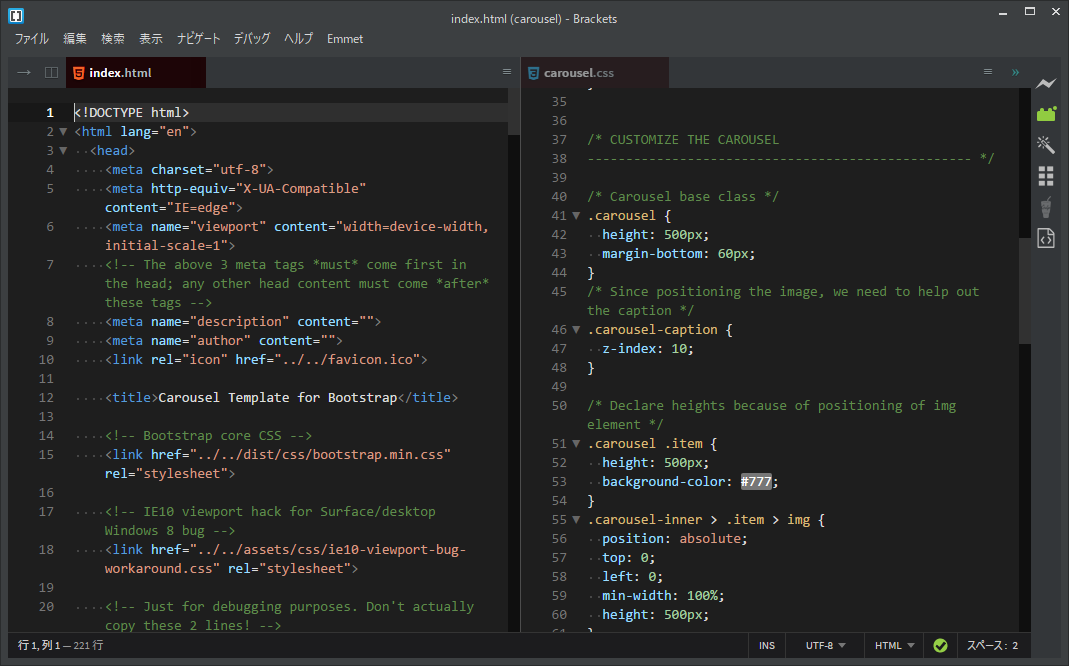 index.html (carousel) - Brackets
ファイル 編集 検索 表示 ナビゲート デバッグ ヘルプ Emmet
index.html
1 <!DOCTYPE html>
2 <html lang="en">
3 <head>
4 <meta charset="utf-8">
5 <meta http-equiv="X-UA-Compatible"
content="IE=edge">
6 <meta name="viewport" content="width=device-width,
initial-scale=1">
7 <!-- The above 3 meta tags *must* come first in
the head; any other head content must come *after*
these tags -->
8 <meta name="description" content="">
9 <meta name="author" content="">
10 <link rel="icon" href="../../favicon.ico">
11
12 <title>Carousel Template for Bootstrap</title>
13
14 <!-- Bootstrap core CSS -->
15 <link href="../../dist/css/bootstrap.min.css"
rel="stylesheet">
16
17 <!-- IE10 viewport hack for Surface/desktop
Windows 8 bug -->
18 <link href="../../assets/css/ie10-viewport-bug-
workaround.css" rel="stylesheet">
19
20 <!-- Just for debugging purposes. Don't actually
copy these 2 lines! -->
carousel.css
35
36
37 /* CUSTOMIZE THE CAROUSEL
38 -------------------------------------------------- */
39
40 /* Carousel base class */
41 .carousel {
42 height: 500px;
43 margin-bottom: 60px;
44 }
45 /* Since positioning the image, we need to help out
the caption */
46 .carousel-caption {
47 z-index: 10;
48 }
49
50 /* Declare heights because of positioning of img
element */
51 .carousel .item {
52 height: 500px;
53 background-color: #777;
54 }
55 .carousel-inner > .item > img {
56 position: absolute;
57 top: 0;
58 left: 0;
59 min-width: 100%;
60 height: 500px;
61 }
行 1, 列 1 — 221 行
INS UTF-8 HTML スペース: 2